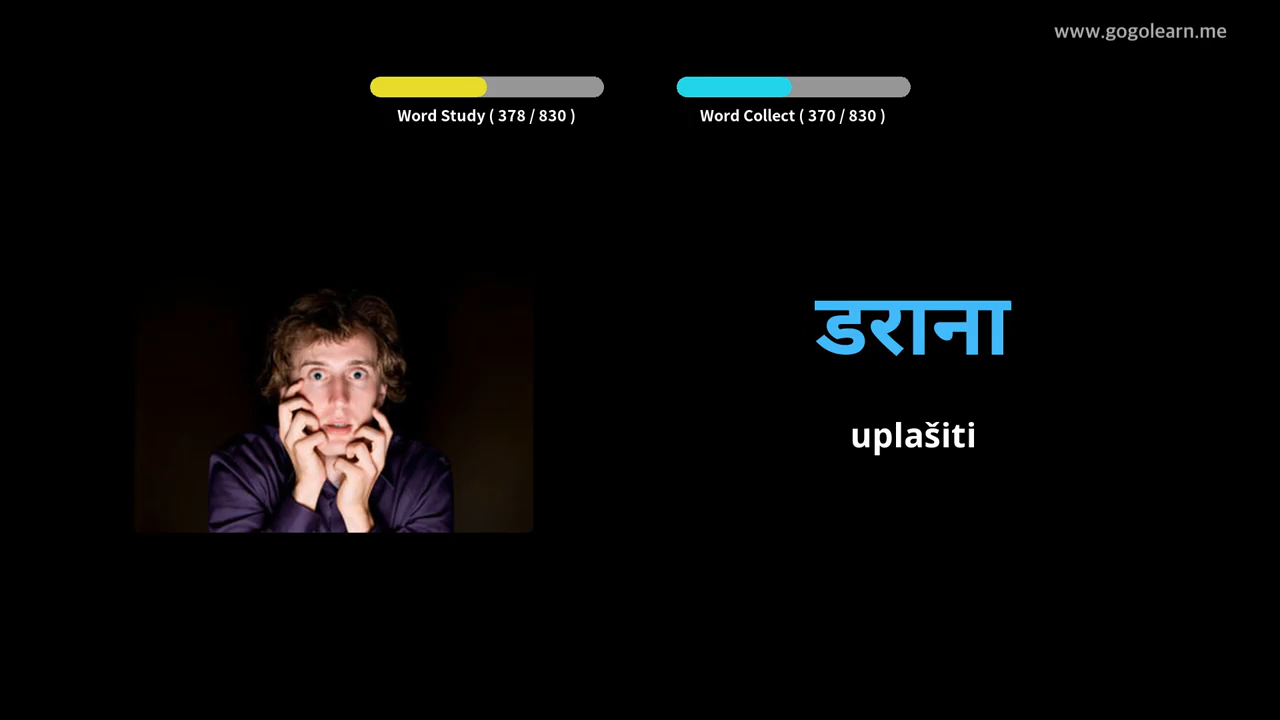 www.gogolearn.me
Word Study ( 378 / 830 )
Word Collect ( 370 / 830 )
डराना
uplašiti